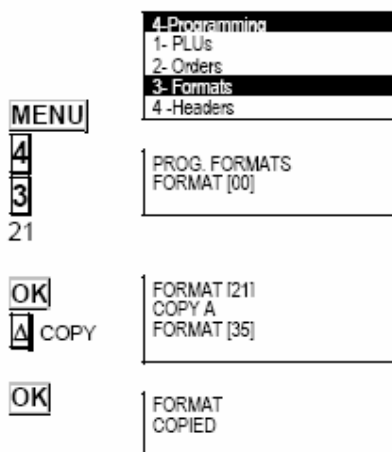 4-Programming
1- PLUs
2- Orders
3- Formats
4 -Headers
MENU
4
3
21
PROG. FORMATS
FORMAT [00]
OK
Δ COPY
FORMAT [21]
COPY A
FORMAT [35]
OK
FORMAT
COPIED